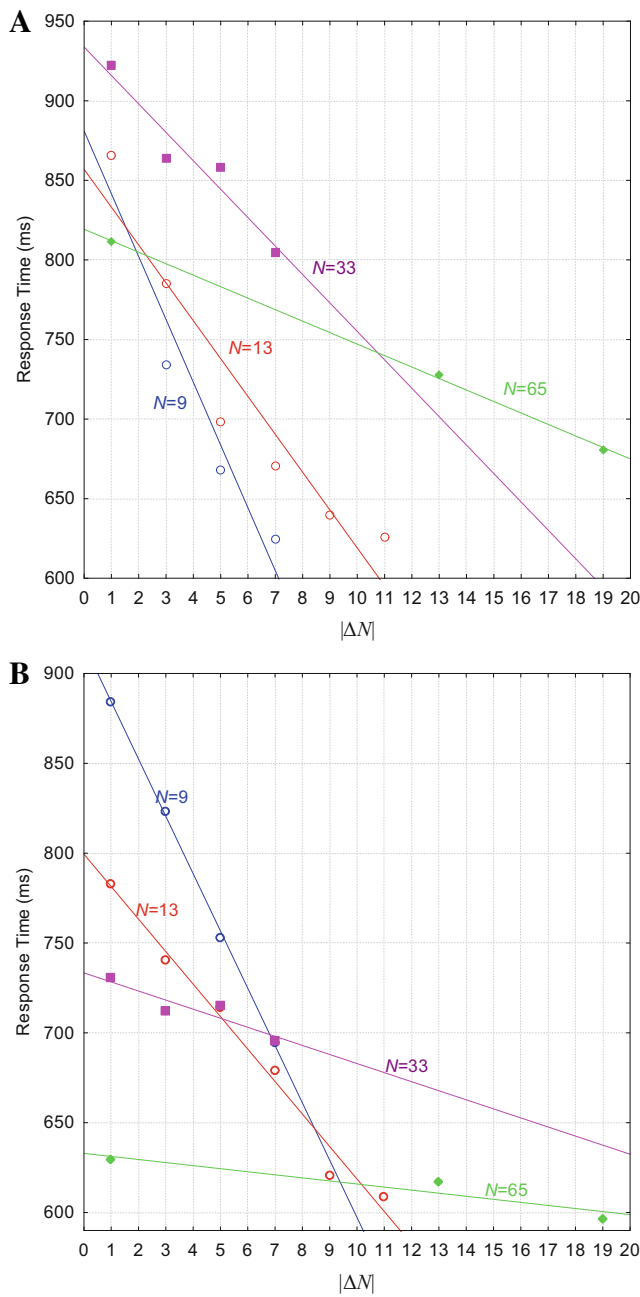 A
950
900
850
800
750
700
650
600
Response Time (ms)
N=33
N=13
N=9
N=65
0 1 2 3 4 5 6 7 8 9 10 11 12 13 14 15 16 17 18 19 20
|ΔN|
B
900
850
800
750
700
650
600
Response Time (ms)
N=9
N=13
N=33
N=65
0 1 2 3 4 5 6 7 8 9 10 11 12 13 14 15 16 17 18 19 20
|ΔN|